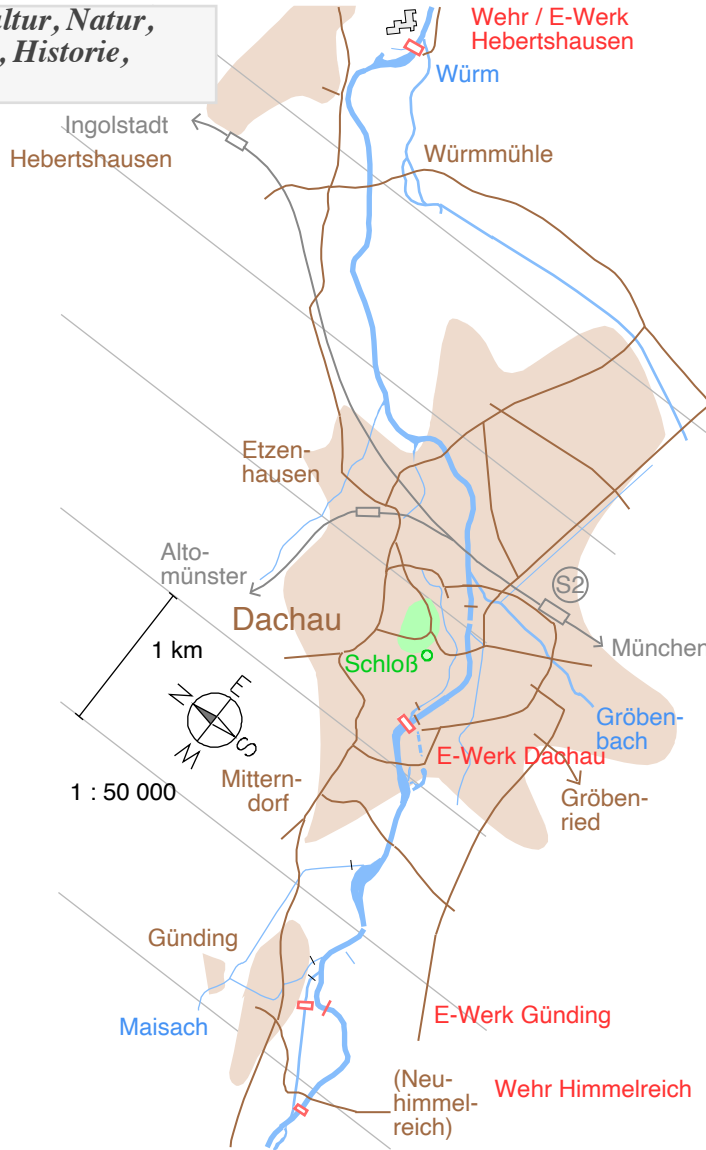 ltur, Natur,
, Historie,
Wehr / E-Werk
Hebertshausen
Würm
Ingolstadt
Hebertshausen
Würmmühle
Etzen-
hausen
Alto-
münster
Dachau
S2
München
1 km
Schloß
N
E
S
W
Gröben-
bach
E-Werk Dachau
1 : 50 000
Mittern-
dorf
Gröben-
ried
Günding
Maisach
E-Werk Günding
(Neu-
himmel-
reich)
Wehr Himmelreich